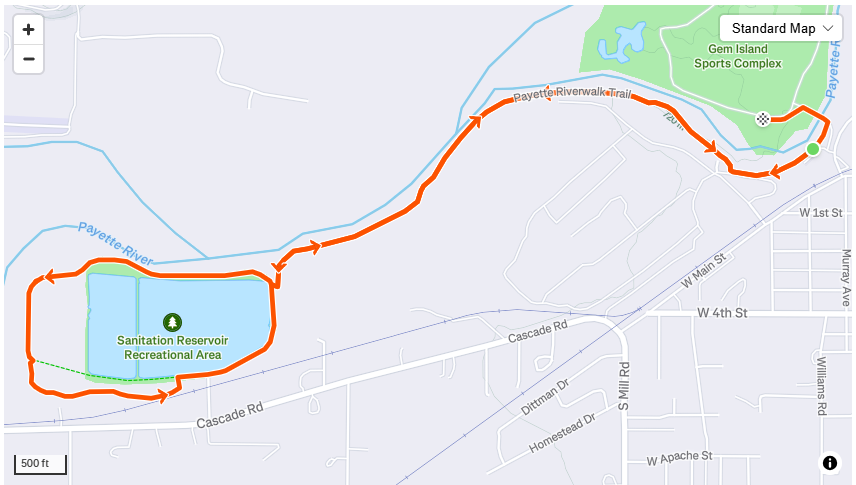 +
Standard Map
−
Gem Island
Sports Complex
Payette-R
Payette Riverwalk Trail
W 1st St
Payette-River
W Main St
Murray Ave
W 4th St
Cascade Rd
Sanitation Reservoir
Recreational Area
Dittman Dr
S Mill Rd
Williams Rd
Cascade Rd
Homestead Dr
W Apache St
500 ft